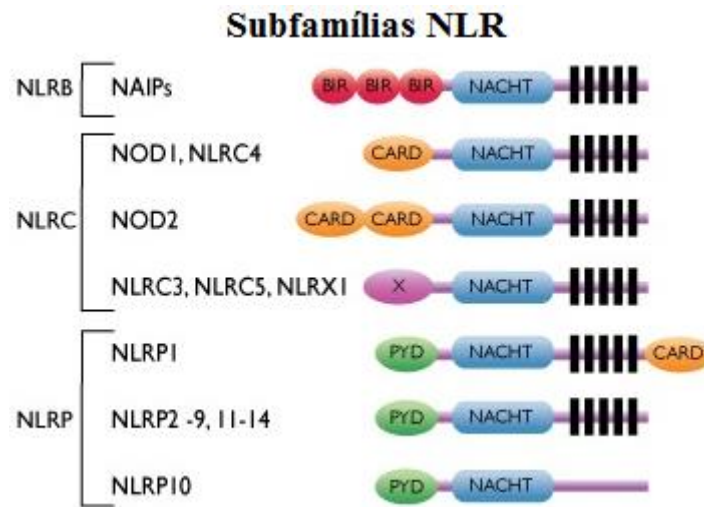 Subfamílias NLR
NLRB NAIPs BIR BIR BIR NACHT
NOD1, NLRC4 CARD NACHT
NLRC NOD2 CARD CARD NACHT
NLRC3, NLRC5, NLRX1 X NACHT
NLRP1 PYD NACHT CARD
NLRP NLRP2 -9, 11-14 PYD NACHT
NLRP10 PYD NACHT